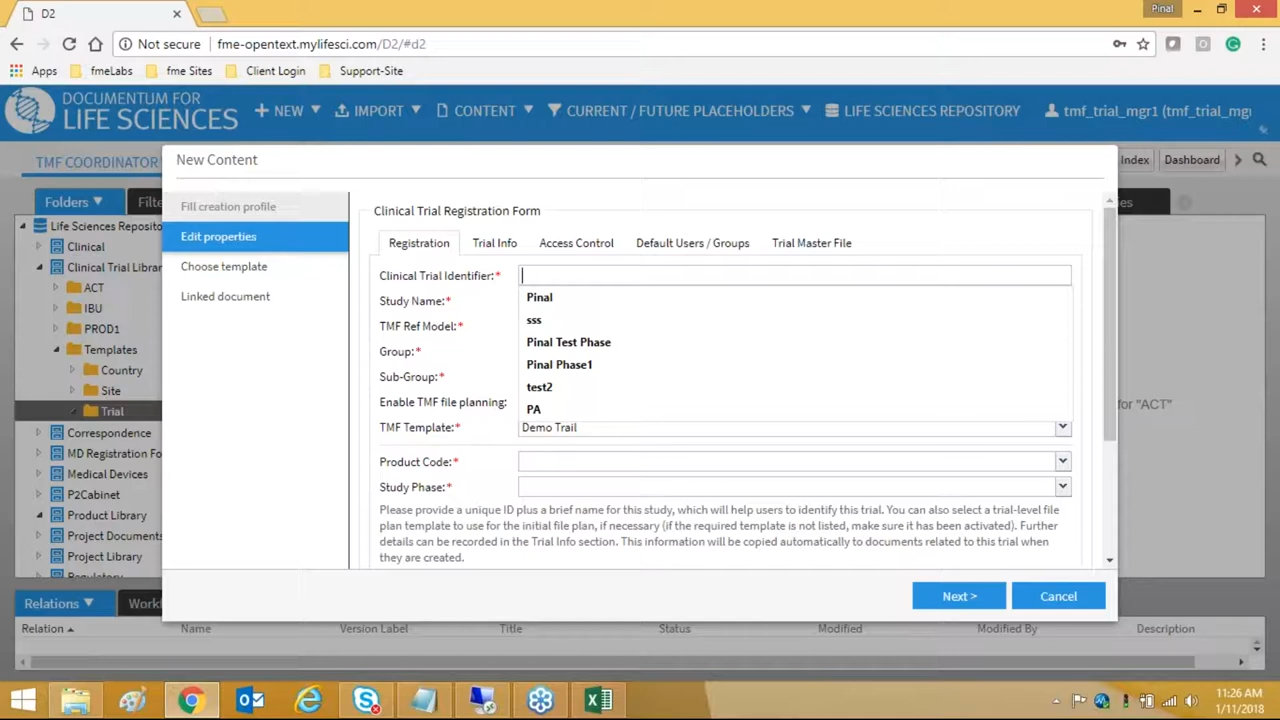 D2
Pinal
Not secure
fme-opentext.mylifesci.com/D2/#d2
Apps fmeLabs fme Sites Client Login Support-Site
DOCUMENTUM FOR
LIFE SCIENCES
NEW IMPORT CONTENT CURRENT / FUTURE PLACEHOLDERS LIFE SCIENCES REPOSITORY tmf_trial_mgr1 (tmf_trial_mgr
TMF COORDINATOR
Index Dashboard
New Content
Folders Filte
Life Sciences Reposito
Clinical
Clinical Trial Librar
ACT
IBU
PROD1
Templates
Country
Site
Trial
Correspondence
MD Registration Fo
Medical Devices
P2Cabinet
Product Library
Project Documents
Project Library
Regulatory
Fill creation profile
Edit properties
Choose template
Linked document
Clinical Trial Registration Form
Registration Trial Info Access Control Default Users / Groups Trial Master File
Clinical Trial Identifier:*
Study Name:*
TMF Ref Model:*
Group:*
Sub-Group:*
Enable TMF file planning:
TMF Template:* Demo Trail
Pinal
sss
Pinal Test Phase
Pinal Phase1
test2
PA
Product Code:*
Study Phase:*
Please provide a unique ID plus a brief name for this study, which will help users to identify this trial. You can also select a trial-level file
plan template to use for the initial file plan, if necessary (if the required template is not listed, make sure it has been activated). Further
details can be recorded in the Trial Info section. This information will be copied automatically to documents related to this trial when
they are created.
Next > Cancel
ies
for "ACT"
Relations Workf
Relation Name Version Label Title Status Modified Modified By Description
11:26 AM
1/11/2018